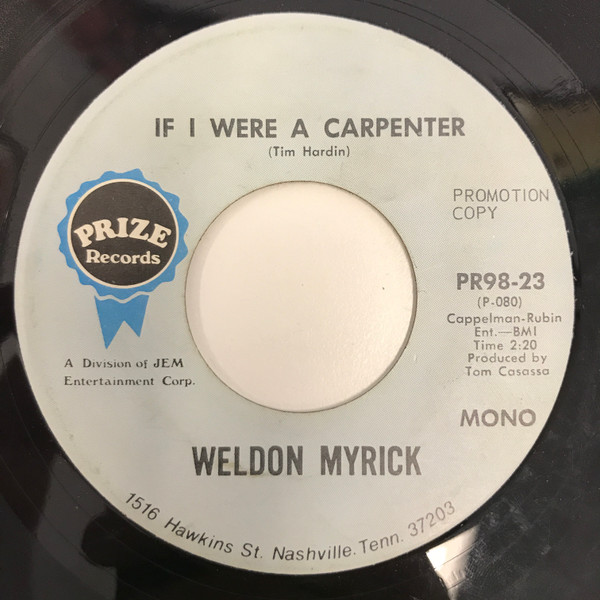 IF I WERE A CARPENTER
(Tim Hardin)
PROMOTION
COPY
PRIZE
Records
A Division of JEM
Entertainment Corp.
PR98-23
(P-080)
Cappelman-Rubin
Ent.—BMI
Time 2:20
Produced by
Tom Casassa
MONO
WELDON MYRICK
1516 Hawkins St. Nashville. Tenn. 37203